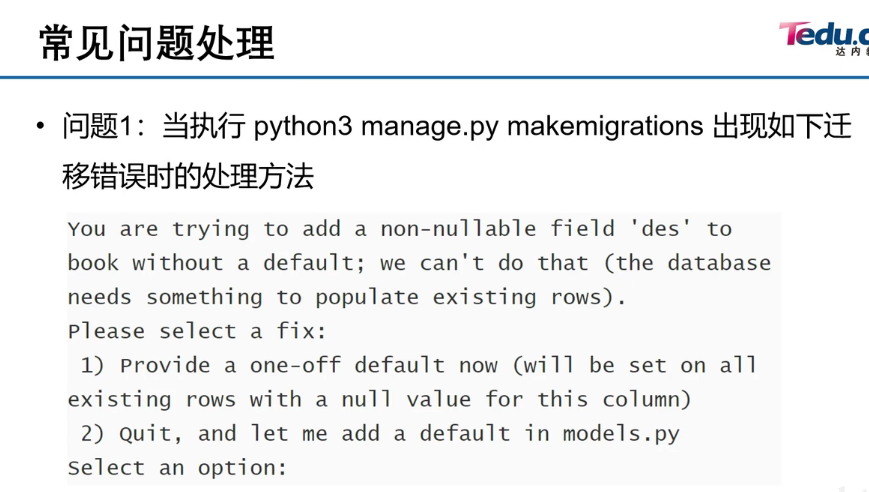 常见问题处理
Tedu.c
达内教
• 问题1：当执行 python3 manage.py makemigrations 出现如下迁
移错误时的处理方法
You are trying to add a non-nullable field 'des' to
book without a default; we can't do that (the database
needs something to populate existing rows).
Please select a fix:
 1) Provide a one-off default now (will be set on all
existing rows with a null value for this column)
 2) Quit, and let me add a default in models.py
Select an option: